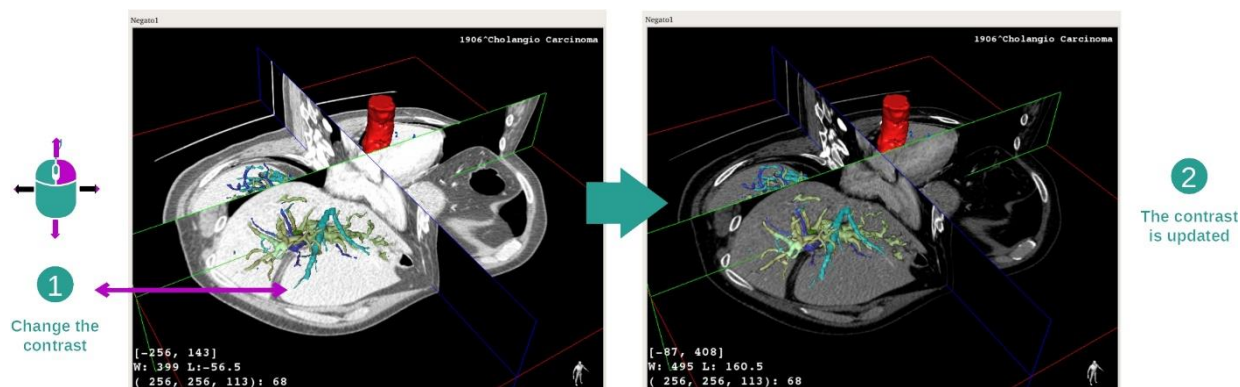 Negato1
1906^Cholangio Carcinoma
1
Change the
contrast
[-256, 143]
W: 399 L:-56.5
( 256, 256, 113): 68
Negato1
1906^Cholangio Carcinoma
[-87, 408]
W: 495 L: 160.5
( 256, 256, 113): 68
2
The contrast
is updated